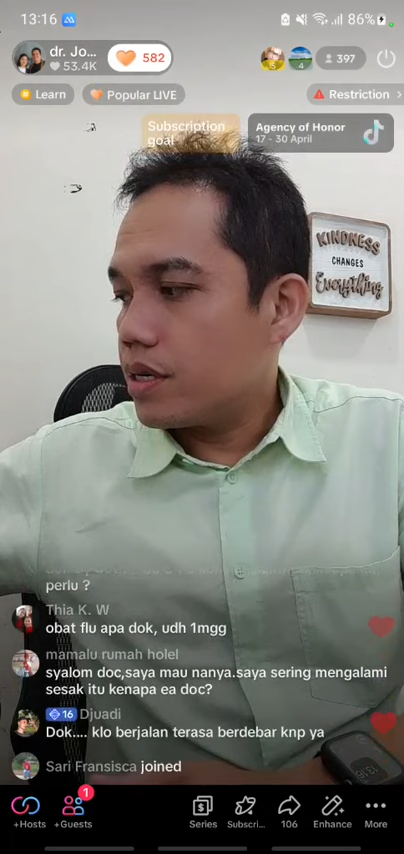 13:16
86%
dr. Jo...
53.4K
582
5
4
397
Learn
Popular LIVE
Restriction
Subscription
goal
Agency of Honor
17 - 30 April
KINDNESS
CHANGES
Everything
perlu ?
Thia K. W
obat flu apa dok, udh 1mgg
mamalu rumah holel
syalom doc,saya mau nanya.saya sering mengalami
sesak itu kenapa ea doc?
16 Djuadi
Dok.... klo berjalan terasa berdebar knp ya
Sari Fransisca joined
1
+Hosts
+Guests
Series
Subscri...
106
Enhance
More